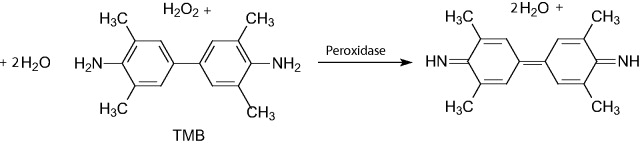 H₂O₂ +
2H₂O +
H₃C
CH₃
H₃C
CH₃
+ 2H₂O
H₂N
NH₂
Peroxidase
HN
NH
H₃C
CH₃
H₃C
CH₃
TMB